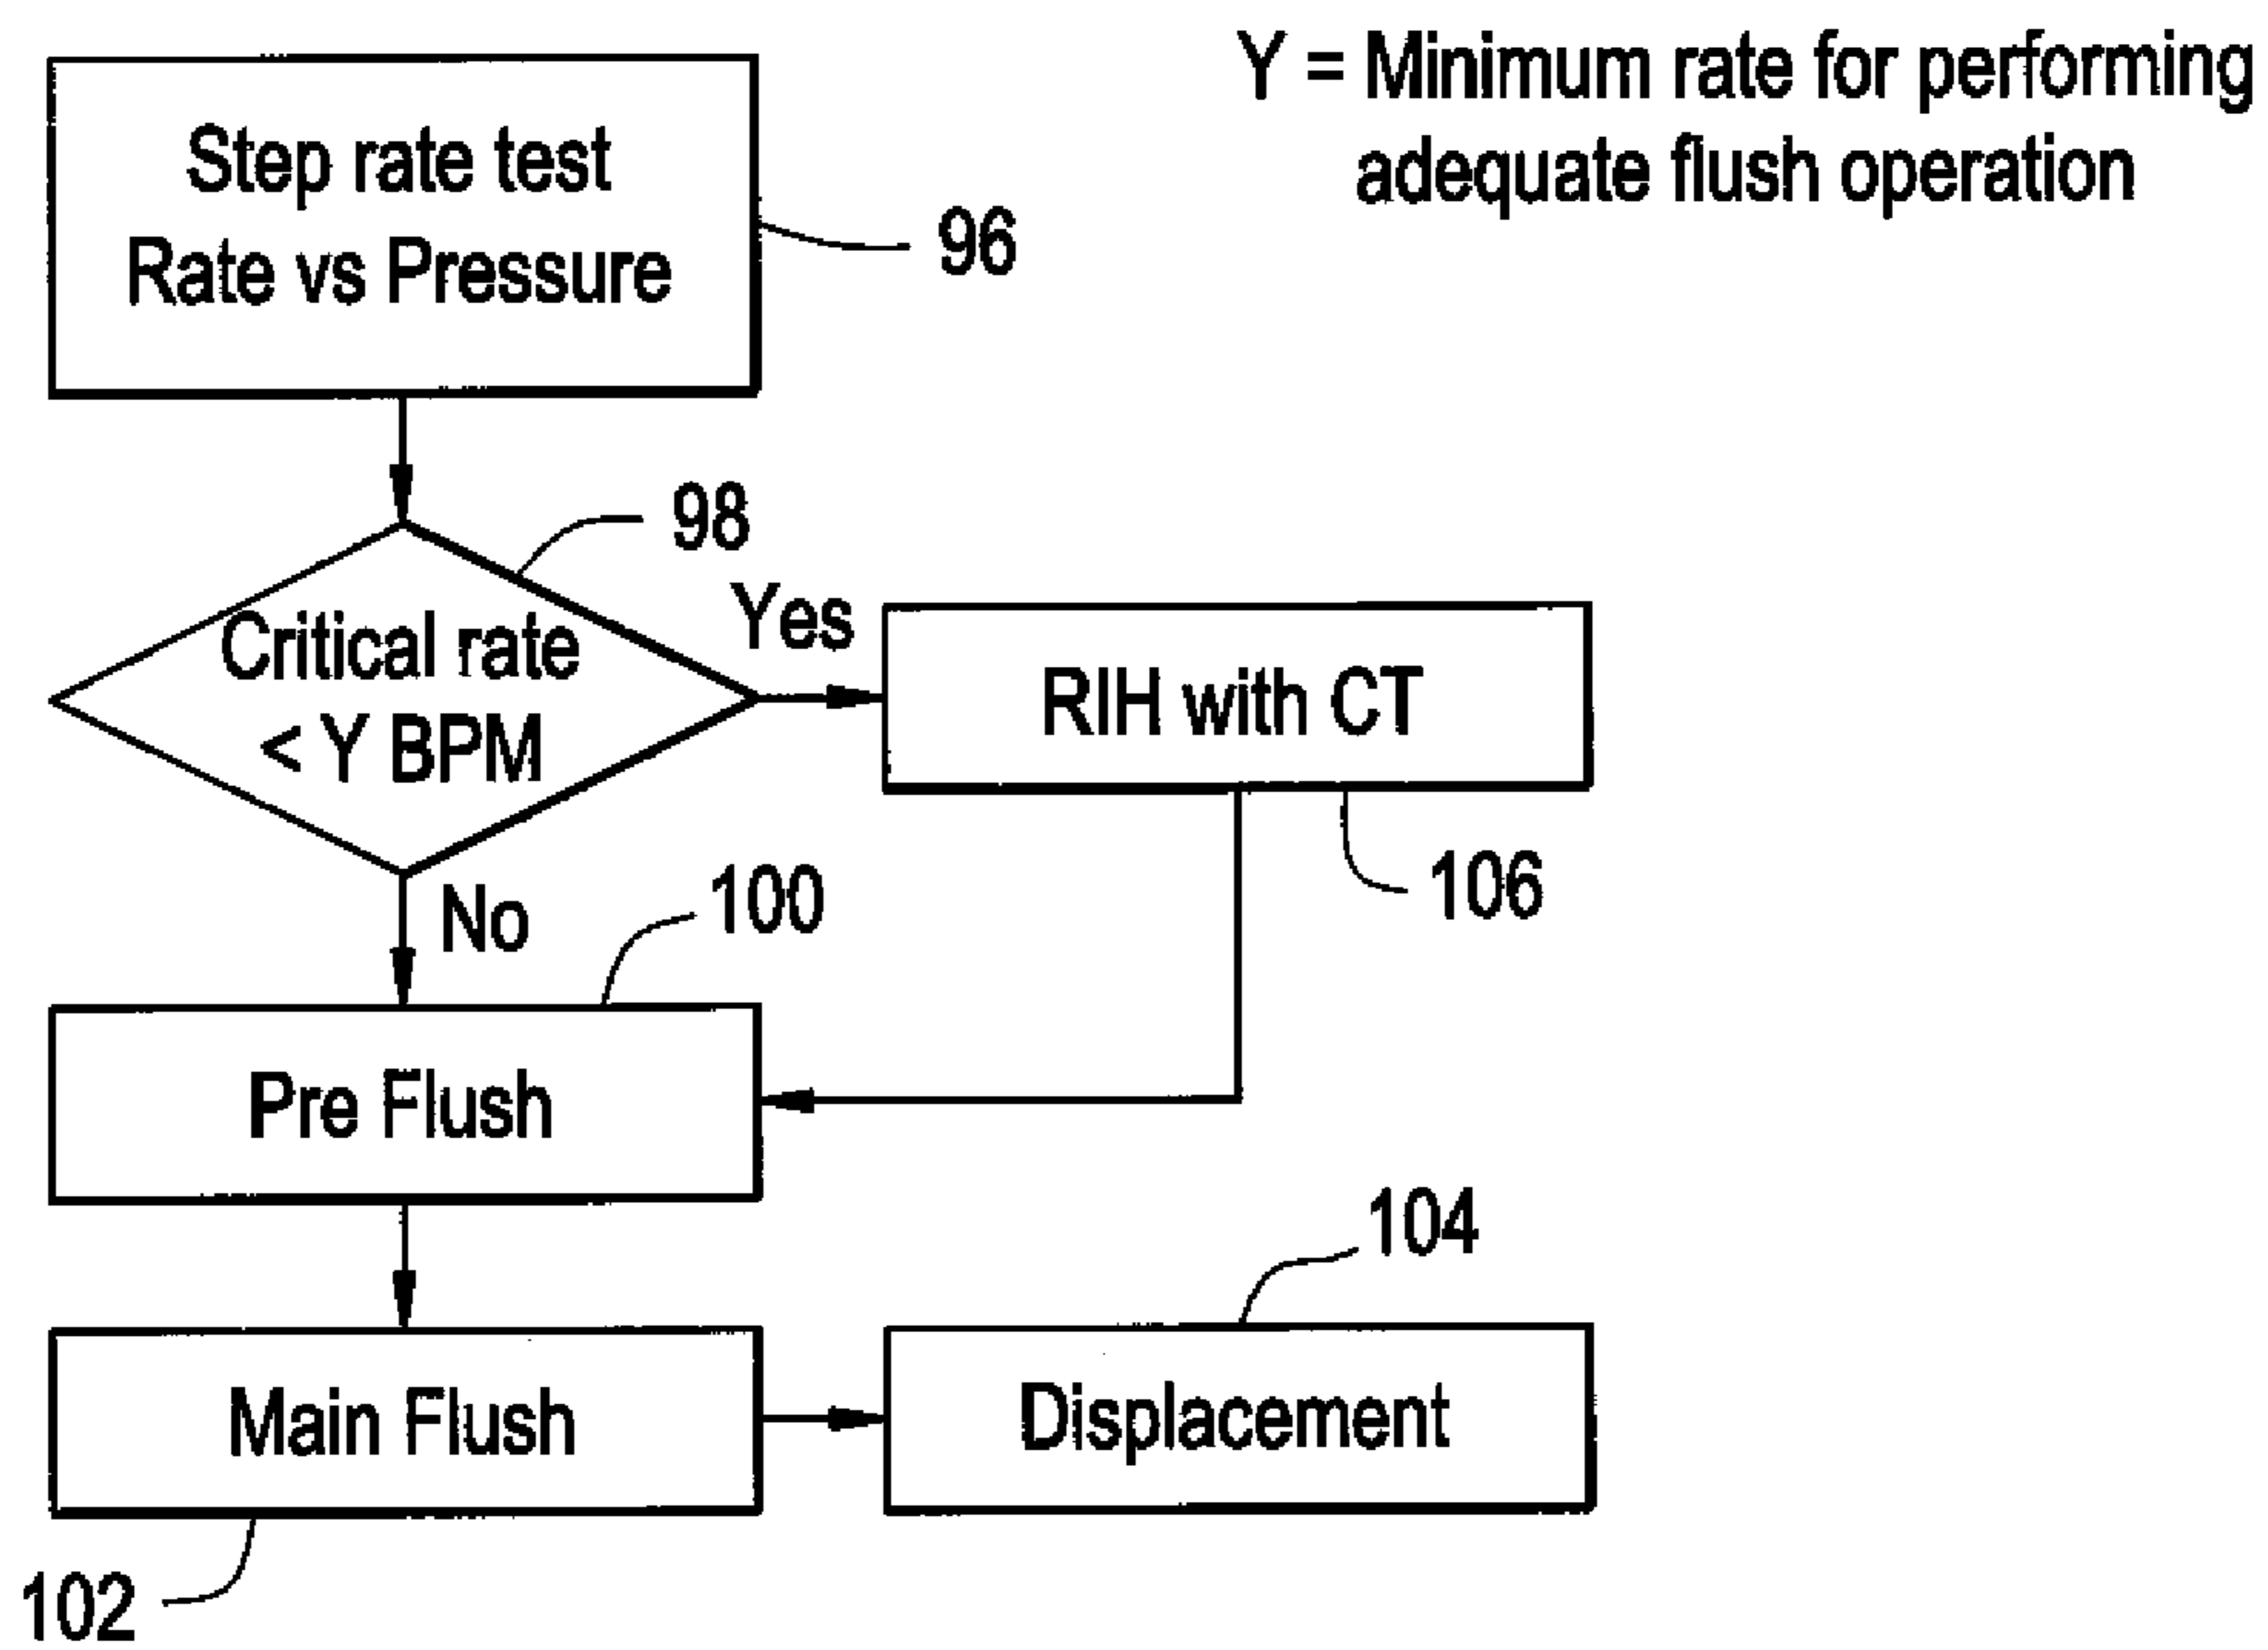 Y = Minimum rate for performing
adequate flush operation
Step rate test
Rate vs Pressure
96
98
Critical rate
< Y BPM
Yes
RIH with CT
106
No
100
Pre Flush
104
Main Flush
Displacement
102